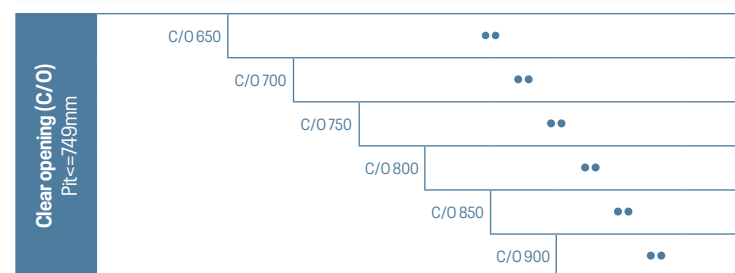 Clear opening (C/O)
Pit<=749mm
C/O 650
C/O 700
C/O 750
C/O 800
C/O 850
C/O 900